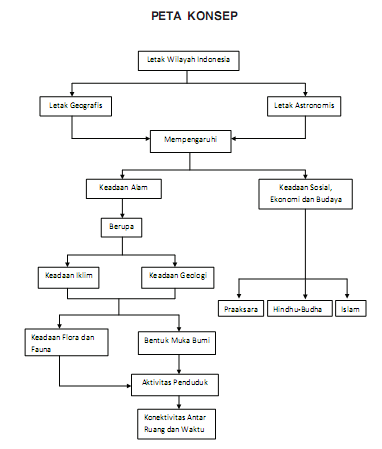 PETA KONSEP
Letak Wilayah Indonesia
Letak Geografis
Letak Astronomis
Mempengaruhi
Keadaan Alam
Keadaan Sosial,
Ekonomi dan Budaya
Berupa
Keadaan Iklim
Keadaan Geologi
Praaksara
Hindhu-Budha
Islam
Keadaan Flora dan
Fauna
Bentuk Muka Bumi
Aktivitas Penduduk
Konektivitas Antar
Ruang dan Waktu